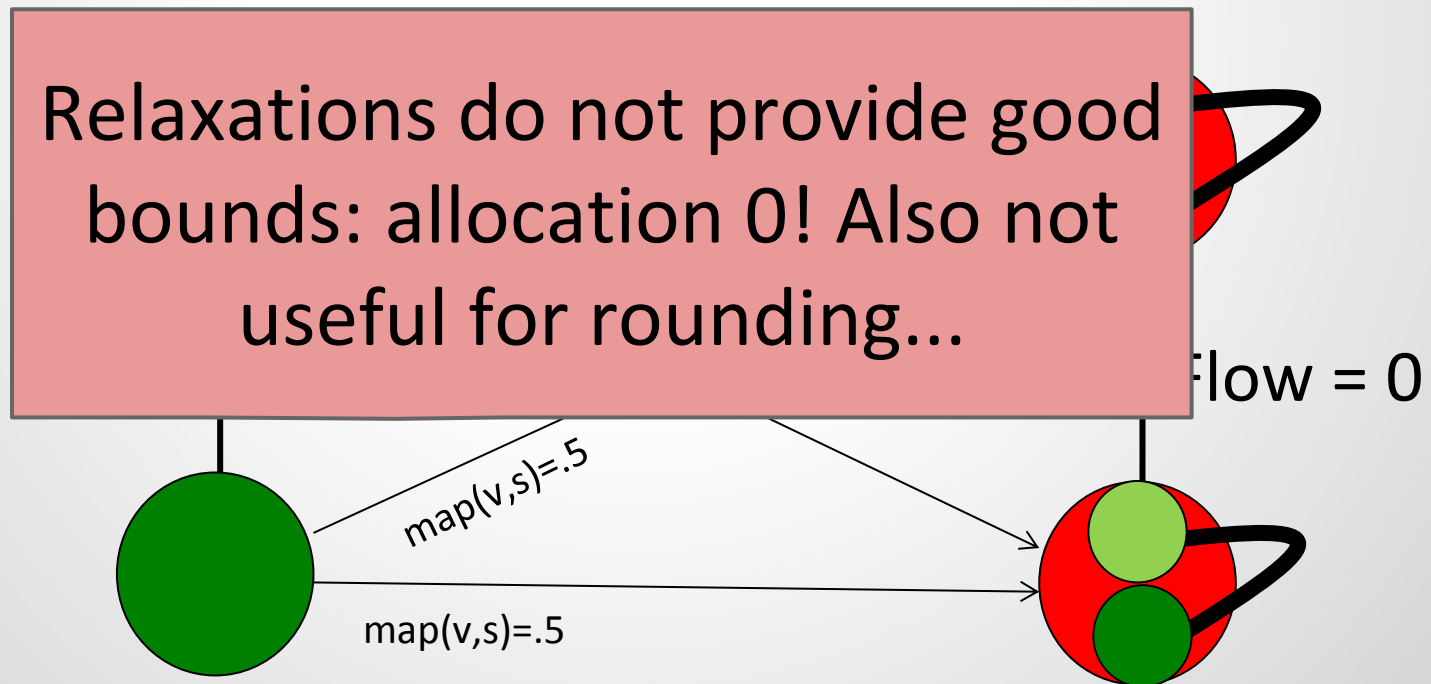 Relaxations do not provide good
bounds: allocation 0! Also not
useful for rounding...
Flow = 0
map(v,s)=.5
map(v,s)=.5